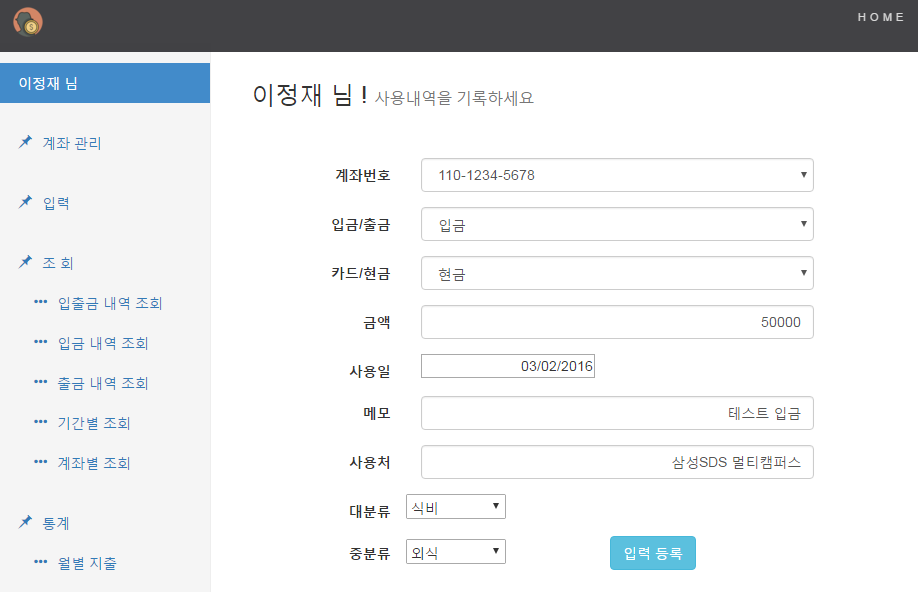 HOME
이정재 님
계좌 관리
입력
조 회
입출금 내역 조회
입금 내역 조회
출금 내역 조회
기간별 조회
계좌별 조회
통계
월별 지출
이정재 님 ! 사용내역을 기록하세요
계좌번호 110-1234-5678
입금/출금 입금
카드/현금 현금
금액 50000
사용일 03/02/2016
메모 테스트 입금
사용처 삼성SDS 멀티캠퍼스
대분류 식비
중분류 외식
입력 등록